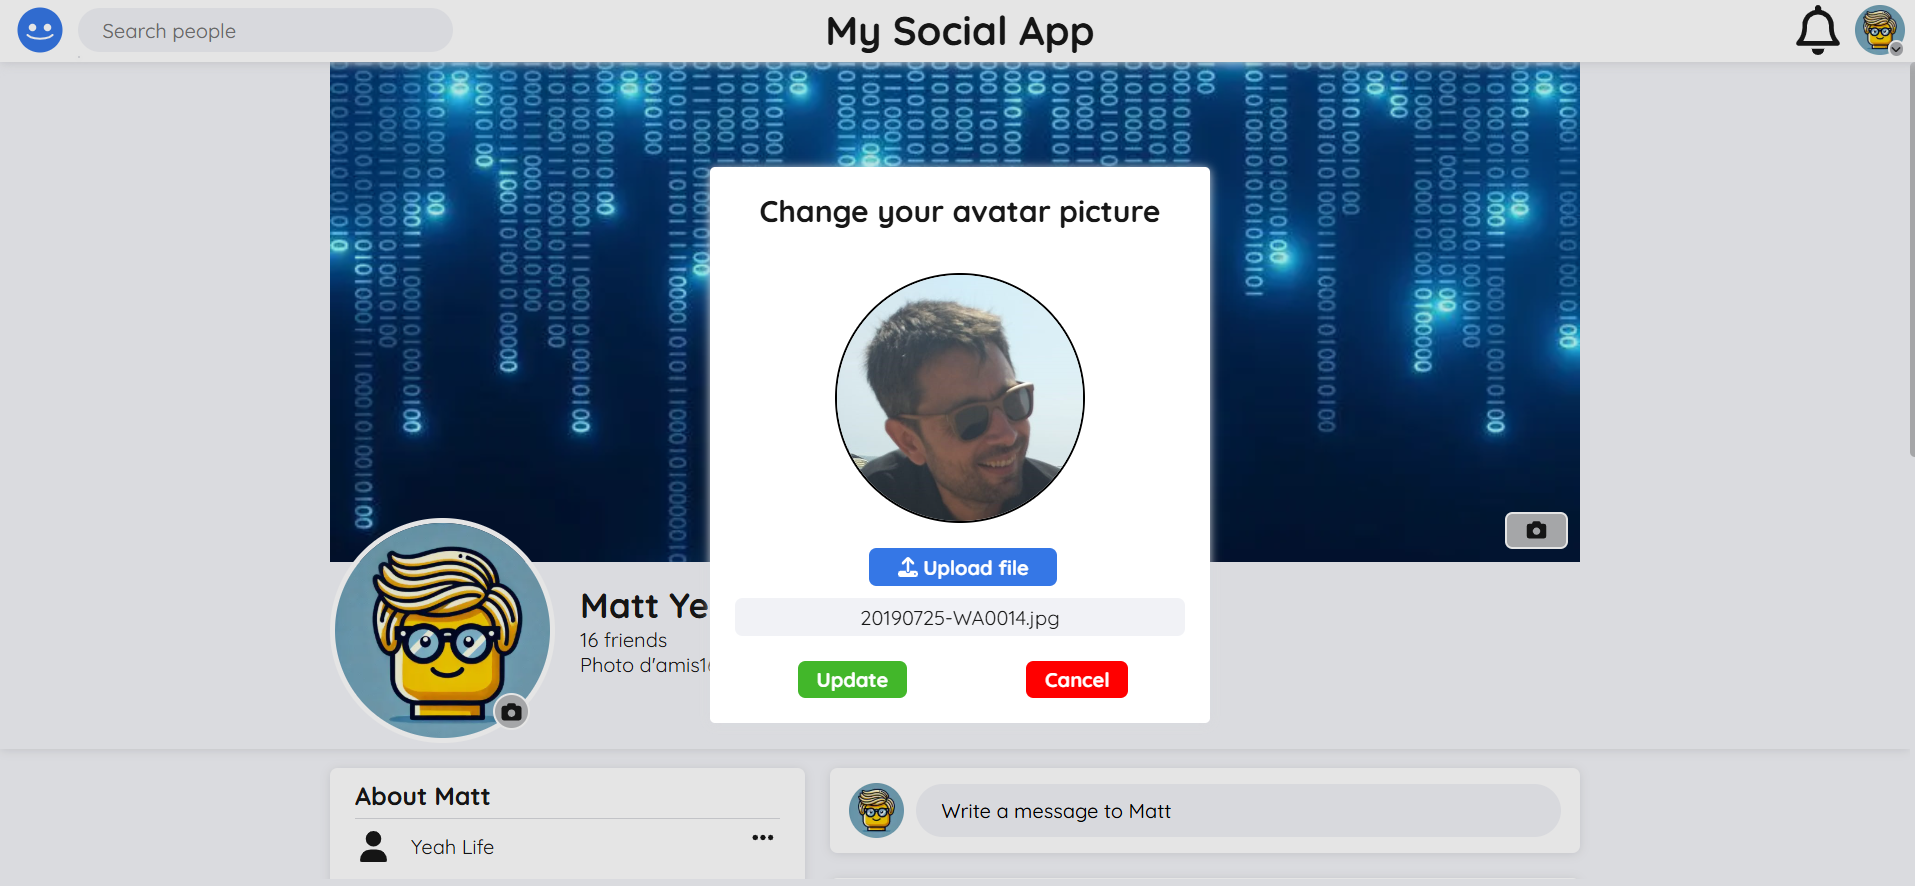 Search people
My Social App
Change your avatar picture
Upload file
20190725-WA0014.jpg
Update
Cancel
Matt Ye
16 friends
Photo d'amis16
About Matt
Yeah Life
Write a message to Matt